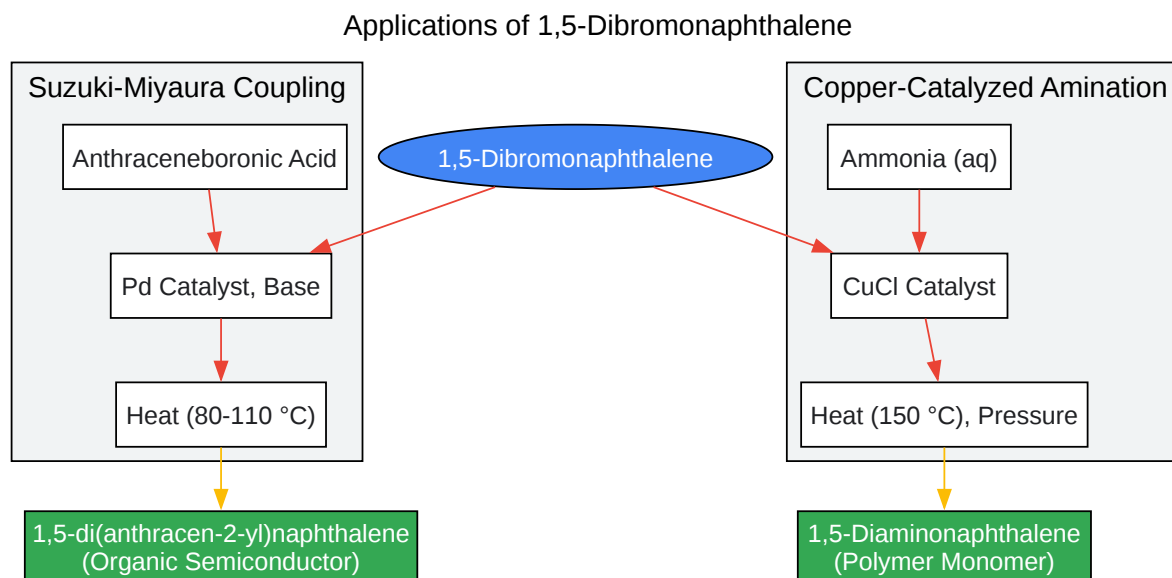 Applications of 1,5-Dibromonaphthalene
Suzuki-Miyaura Coupling
Copper-Catalyzed Amination
Anthraceneboronic Acid
1,5-Dibromonaphthalene
Ammonia (aq)
Pd Catalyst, Base
CuCl Catalyst
Heat (80-110 °C)
Heat (150 °C), Pressure
1,5-di(anthracen-2-yl)naphthalene
(Organic Semiconductor)
1,5-Diaminonaphthalene
(Polymer Monomer)